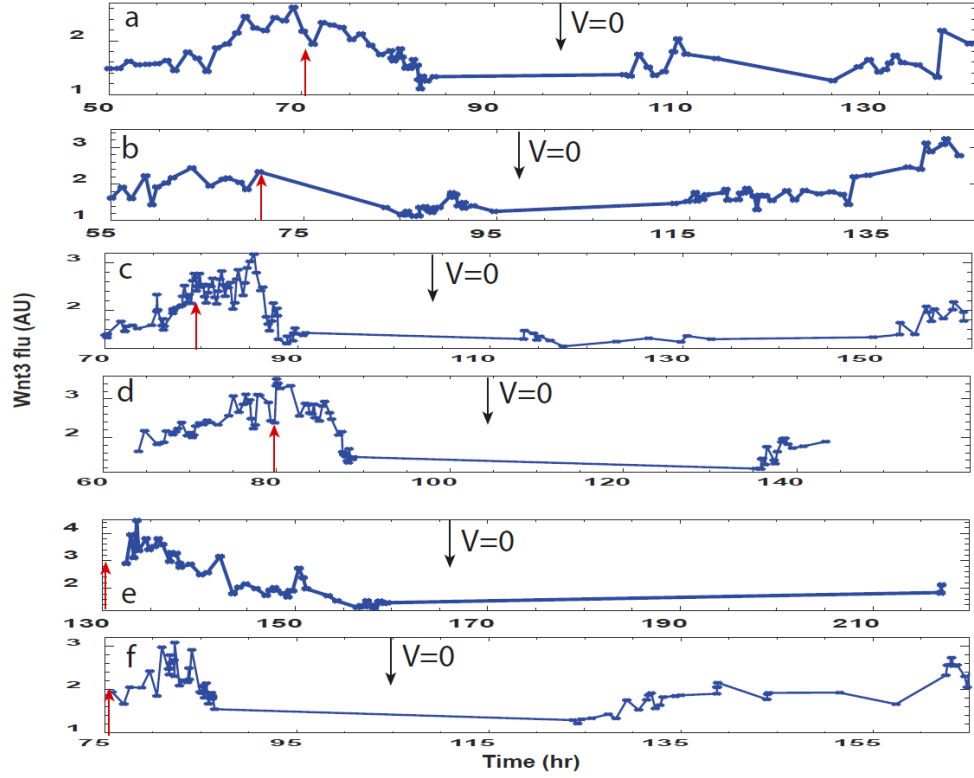 a
V=0
2
1
50 70 90 110 130
b
V=0
3
2
1
55 75 95 115 135
c
V=0
3
2
70 90 110 130 150
Wnt3 flu (AU)
d
V=0
3
2
60 80 100 120 140
e
V=0
4
3
2
130 150 170 190 210
f
V=0
3
2
1
75 95 115 135 155
Time (hr)